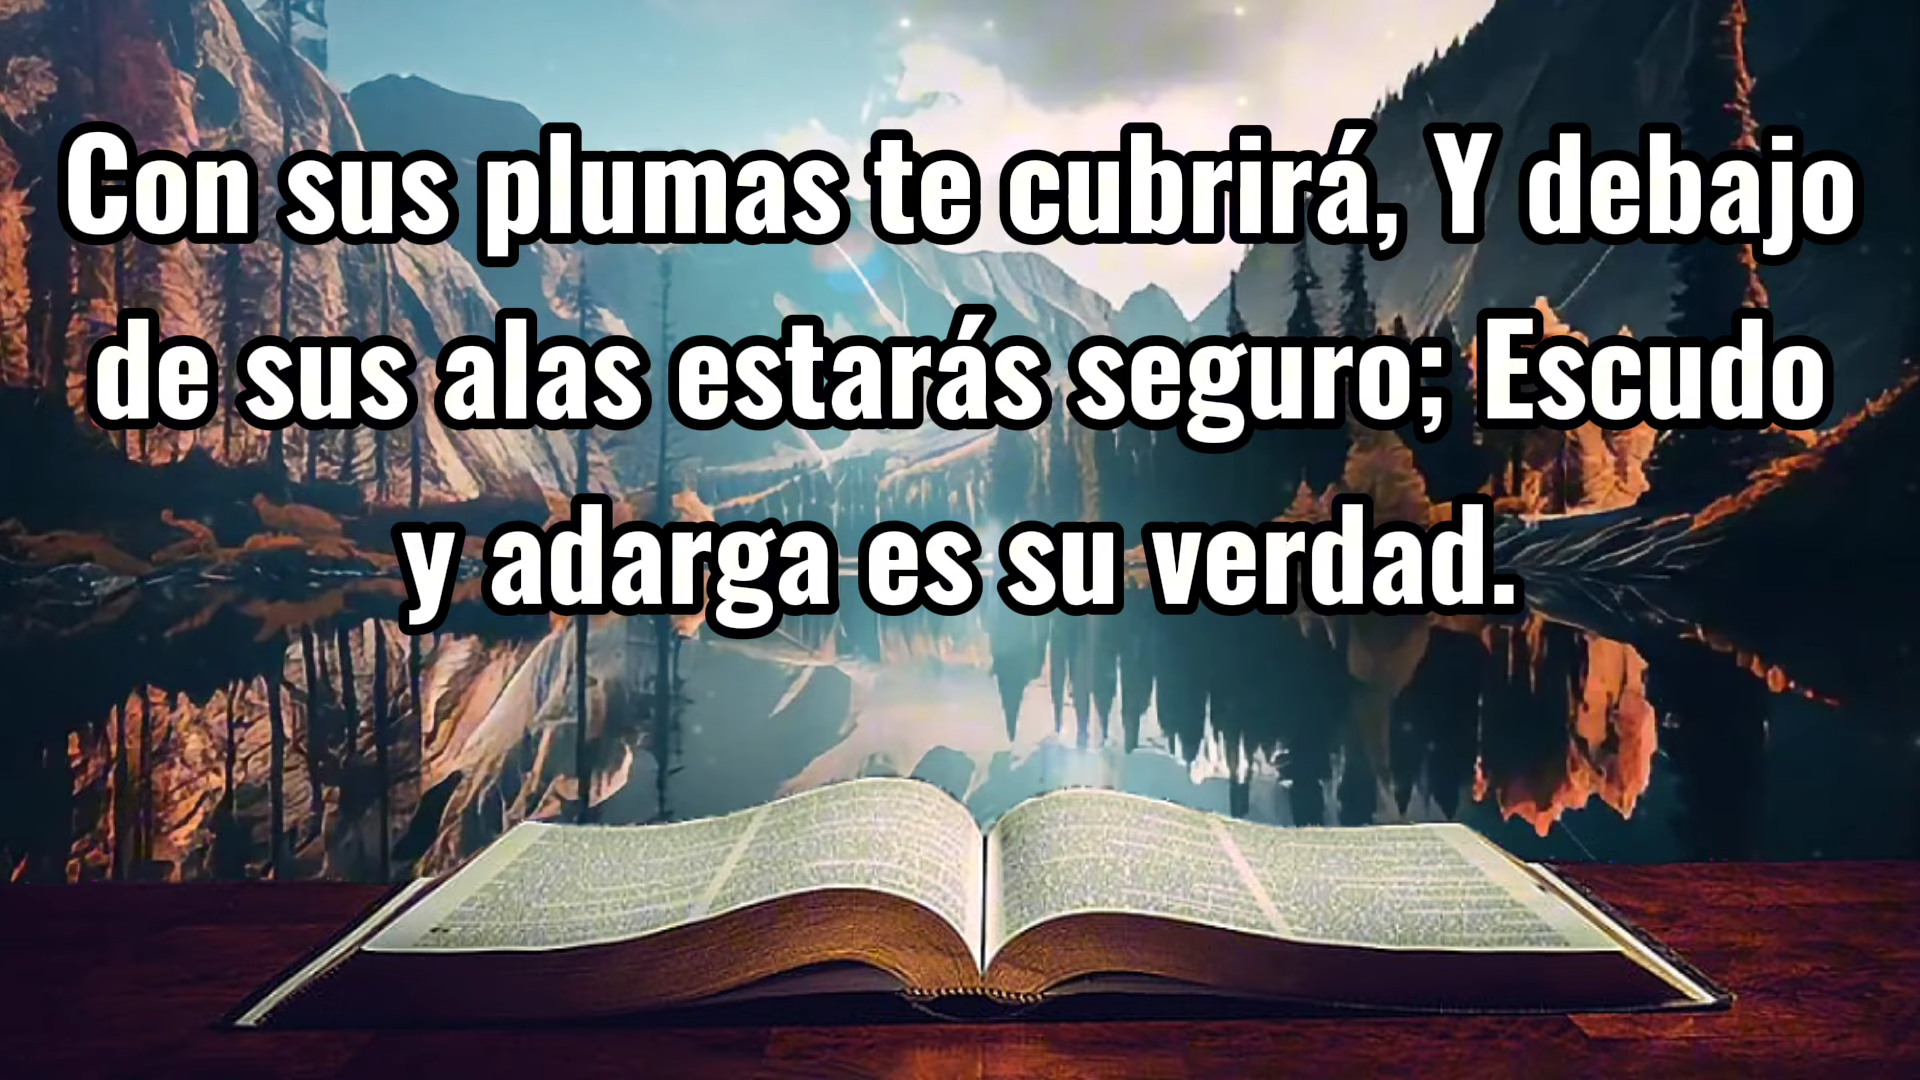 Con sus plumas te cubrirá, Y debajo
de sus alas estarás seguro; Escudo
y adarga es su verdad.